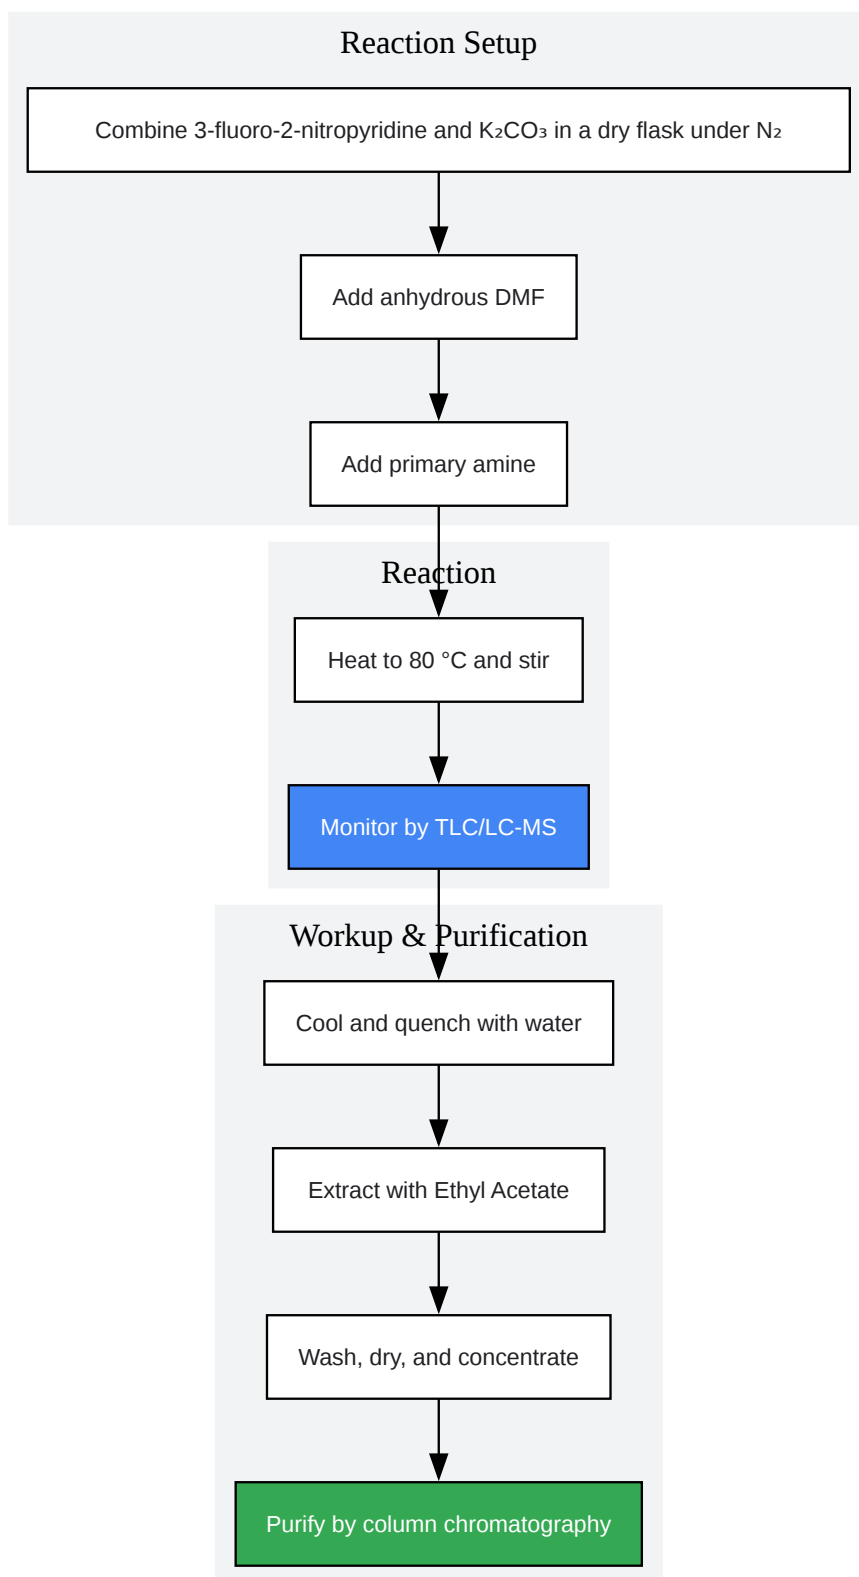 Reaction Setup
Combine 3-fluoro-2-nitropyridine and K₂CO₃ in a dry flask under N₂
Add anhydrous DMF
Add primary amine
Reaction
Heat to 80 °C and stir
Monitor by TLC/LC-MS
Workup & Purification
Cool and quench with water
Extract with Ethyl Acetate
Wash, dry, and concentrate
Purify by column chromatography